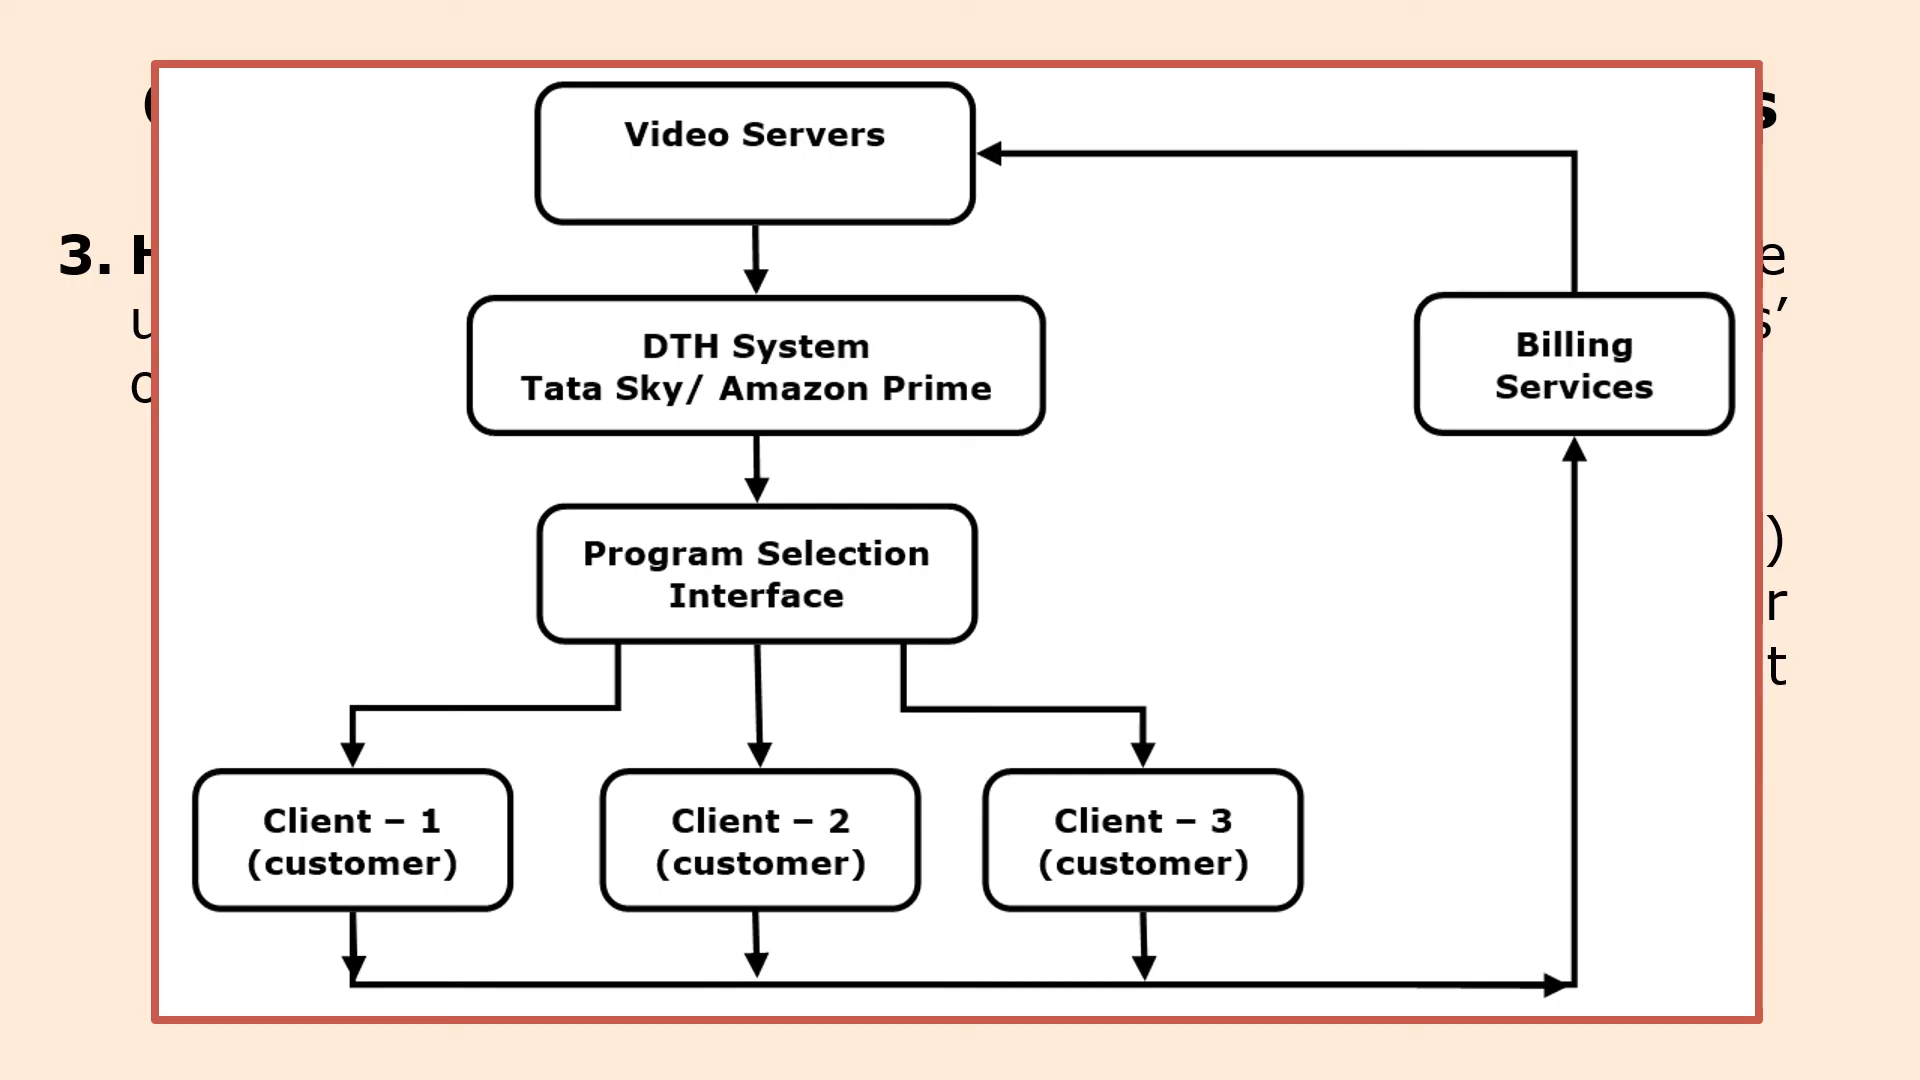 Video Servers
3.
DTH System
Tata Sky/ Amazon Prime
Billing
Services
Program Selection
Interface
Client – 1
(customer)
Client – 2
(customer)
Client – 3
(customer)